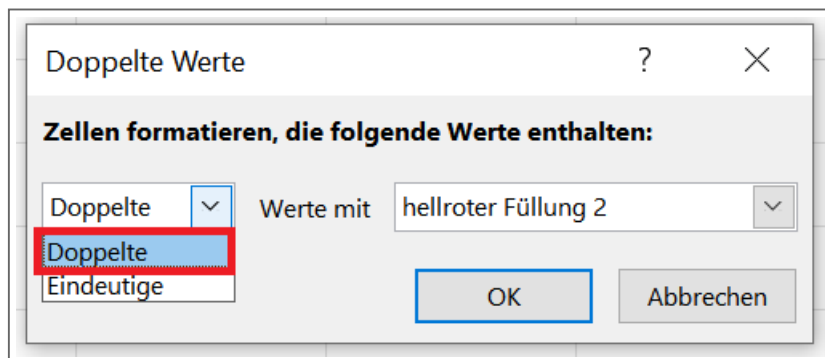 Doppelte Werte ?
Zellen formatieren, die folgende Werte enthalten:
Doppelte Werte mit hellroter Füllung 2
Doppelte
Eindeutige
OK Abbrechen